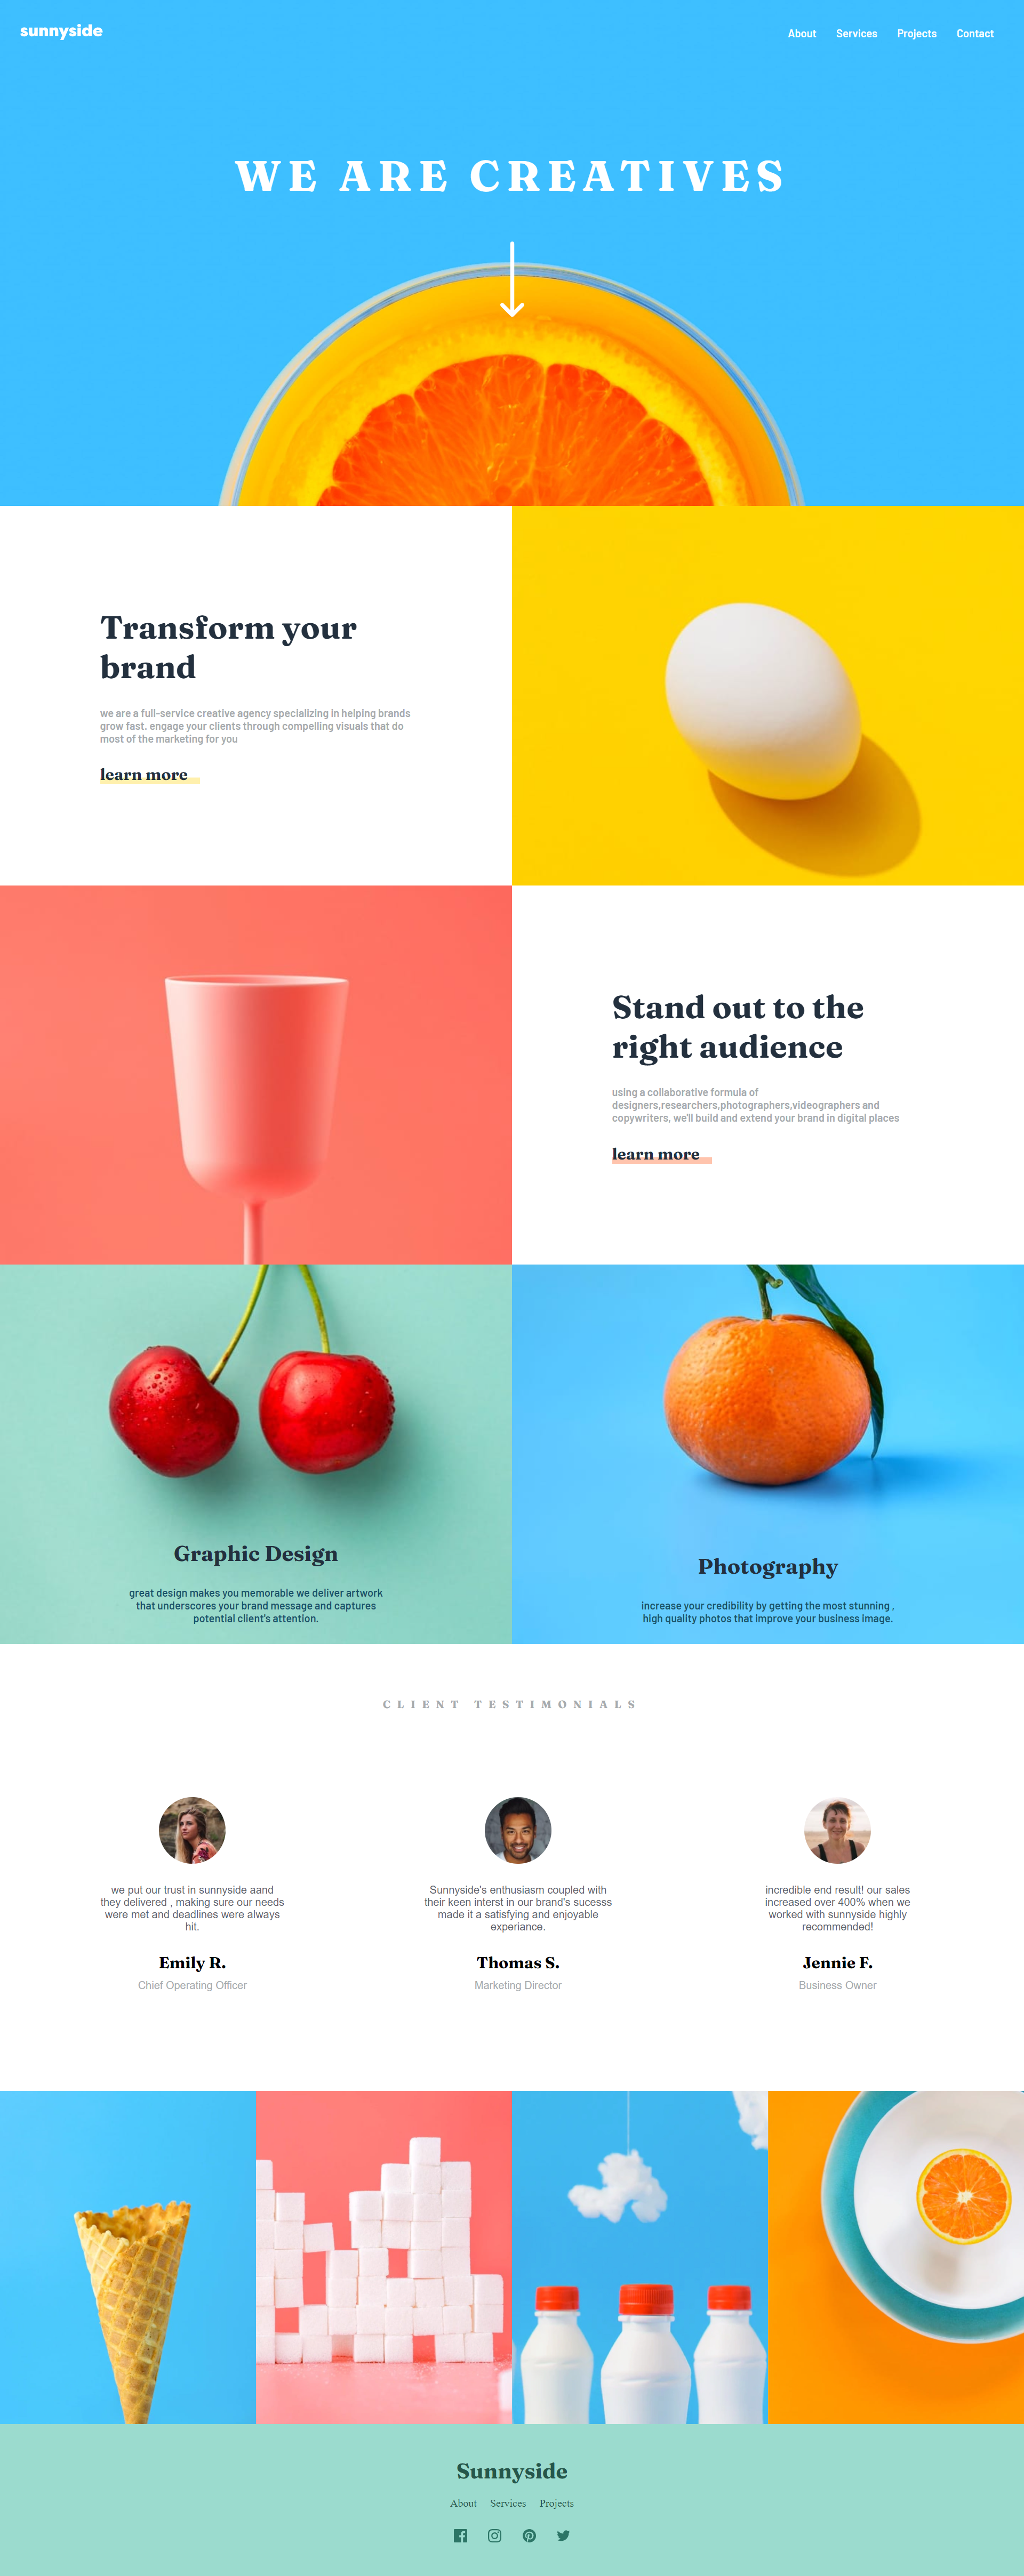 sunnyside
About Services Projects Contact
WE ARE CREATIVES
Transform your
brand
we are a full-service creative agency specializing in helping brands
grow fast. engage your clients through compelling visuals that do
most of the marketing for you
learn more
Stand out to the
right audience
using a collaborative formula of
designers,researchers,photographers,videographers and
copywriters, we'll build and extend your brand in digital places
learn more
Graphic Design
great design makes you memorable we deliver artwork
that underscores your brand message and captures
potential client's attention.
Photography
increase your credibility by getting the most stunning ,
high quality photos that improve your business image.
CLIENT TESTIMONIALS
we put our trust in sunnyside aand
they delivered , making sure our needs
were met and deadlines were always
hit.
Emily R.
Chief Operating Officer
Sunnyside's enthusiasm coupled with
their keen interst in our brand's sucesss
made it a satisfying and enjoyable
experiance.
Thomas S.
Marketing Director
incredible end result! our sales
increased over 400% when we
worked with sunnyside highly
recommended!
Jennie F.
Business Owner
Sunnyside
About Services Projects